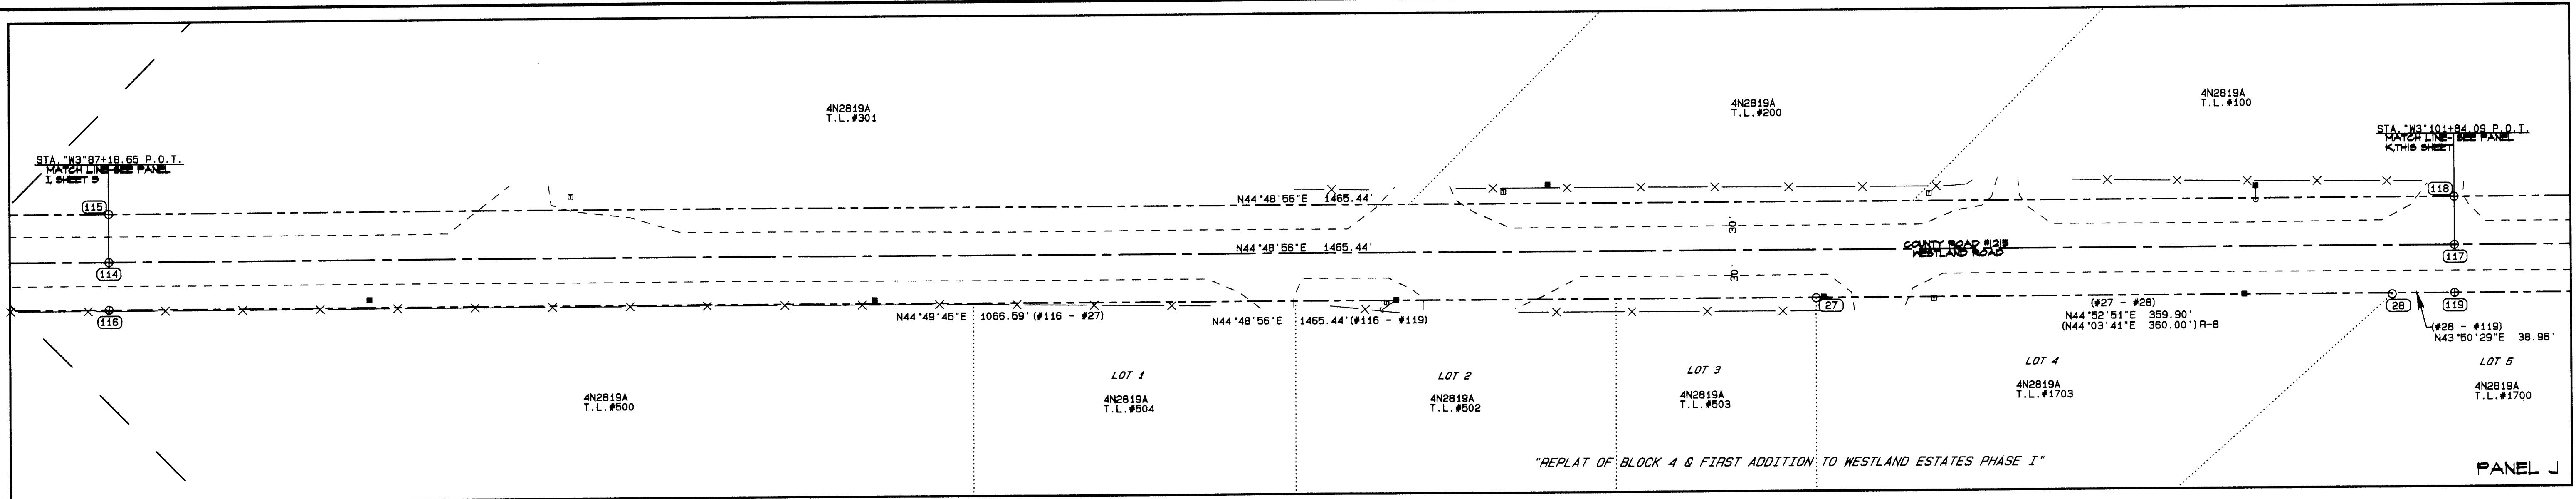 4N2819A
T.L.#301
4N2819A
T.L.#200
4N2819A
T.L.#100
STA."W3"87+18.65 P.O.T.
MATCH LINE-SEE PANEL
I, SHEET 5
STA."W3"101+84.09 P.O.T.
MATCH LINE-SEE PANEL
K,THIS SHEET
115
N44°48'56"E 1465.44'
118
30'
N44°48'56"E 1465.44'
COUNTY ROAD #1213
WESTLAND ROAD
114
117
30'
116
N44°49'45"E 1066.59'(#116 - #27)
N44°48'56"E 1465.44'(#116 - #119)
27
(#27 - #28)
N44°52'51"E 359.90'
(N44°03'41"E 360.00')R-8
28
119
(#28 - #119)
N43°50'29"E 38.96'
LOT 1
LOT 2
LOT 3
LOT 4
LOT 5
4N2819A
T.L.#500
4N2819A
T.L.#504
4N2819A
T.L.#502
4N2819A
T.L.#503
4N2819A
T.L.#1703
4N2819A
T.L.#1700
"REPLAT OF BLOCK 4 & FIRST ADDITION TO WESTLAND ESTATES PHASE I"
PANEL J